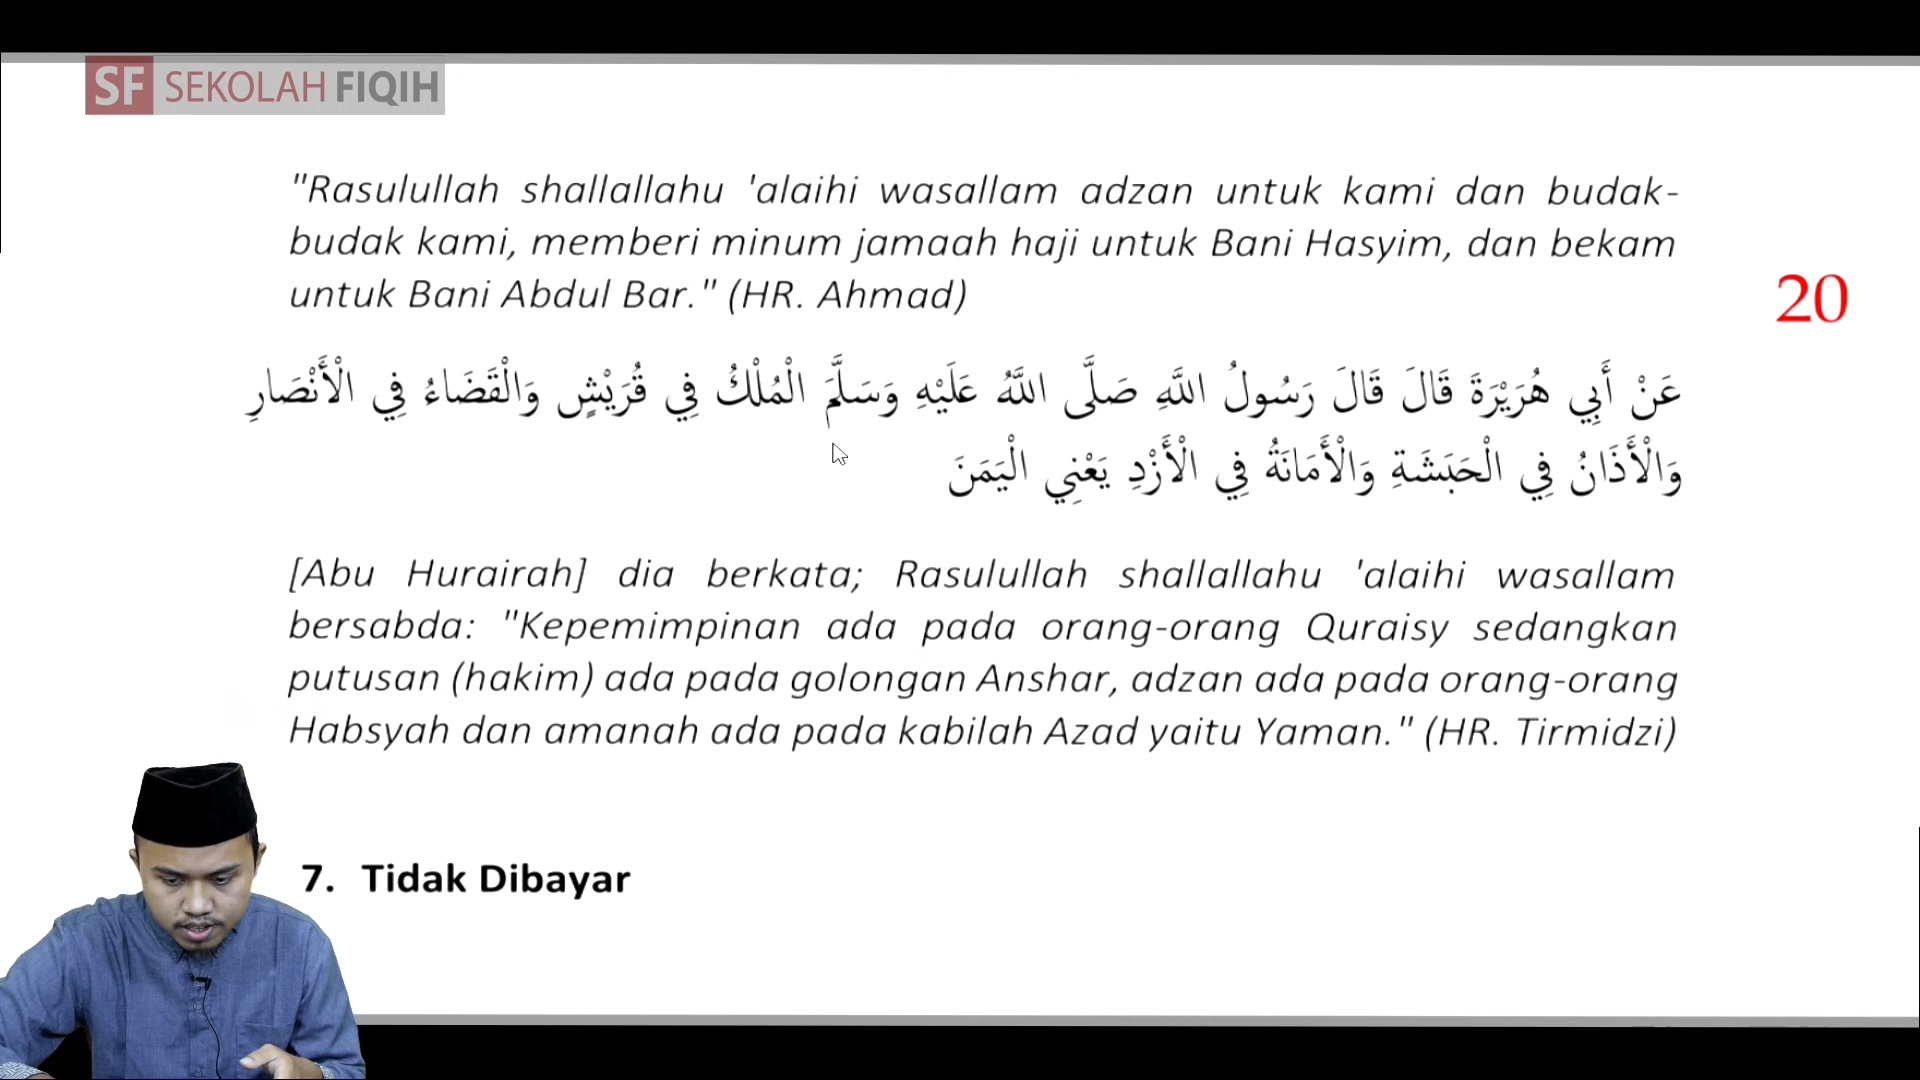 SF SEKOLAH FIQIH
"Rasulullah shallallahu 'alaihi wasallam adzan untuk kami dan budak-
budak kami, memberi minum jamaah haji untuk Bani Hasyim, dan bekam
untuk Bani Abdul Bar." (HR. Ahmad)
20
عَنْ أَبِي هُرَيْرَةَ قَالَ قَالَ رَسُولُ اللَّهِ صَلَّى اللَّهُ عَلَيْهِ وَسَلَّمَ الْمُلْكُ فِي قُرَيْشٍ وَالْقَضَاءُ فِي الْأَنْصَارِ
وَالْأَذَانُ فِي الْحَبَشَةِ وَالْأَمَانَةُ فِي الْأَزْدِ يَعْنِي الْيَمَنَ
[Abu Hurairah] dia berkata; Rasulullah shallallahu 'alaihi wasallam
bersabda: "Kepemimpinan ada pada orang-orang Quraisy sedangkan
putusan (hakim) ada pada golongan Anshar, adzan ada pada orang-orang
Habsyah dan amanah ada pada kabilah Azad yaitu Yaman." (HR. Tirmidzi)
7. Tidak Dibayar